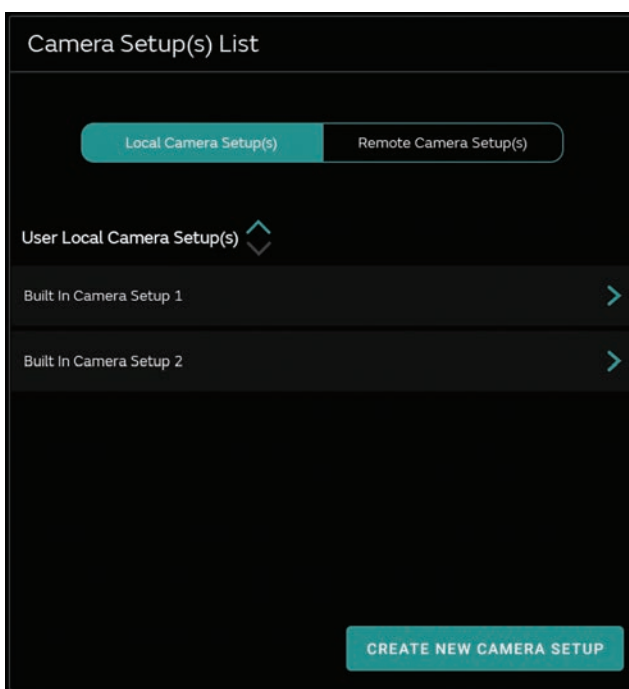 Camera Setup(s) List
Local Camera Setup(s) Remote Camera Setup(s)
User Local Camera Setup(s)
Built In Camera Setup 1
Built In Camera Setup 2
CREATE NEW CAMERA SETUP